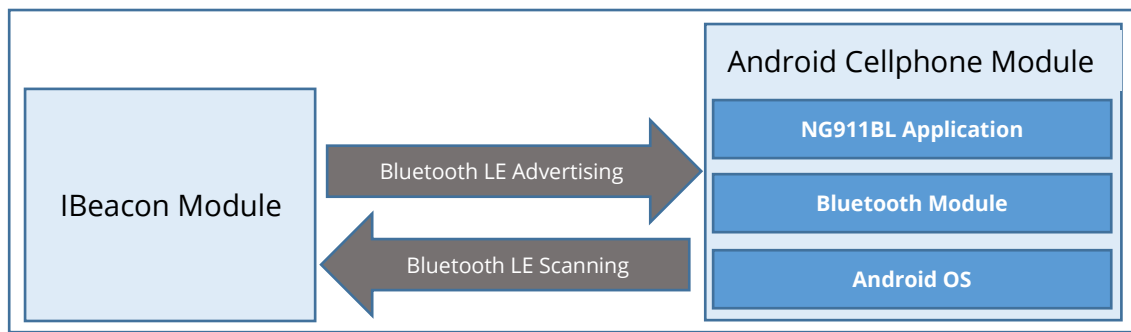 Android Cellphone Module
NG911BL Application
Bluetooth LE Advertising
IBeacon Module
Bluetooth Module
Bluetooth LE Scanning
Android OS